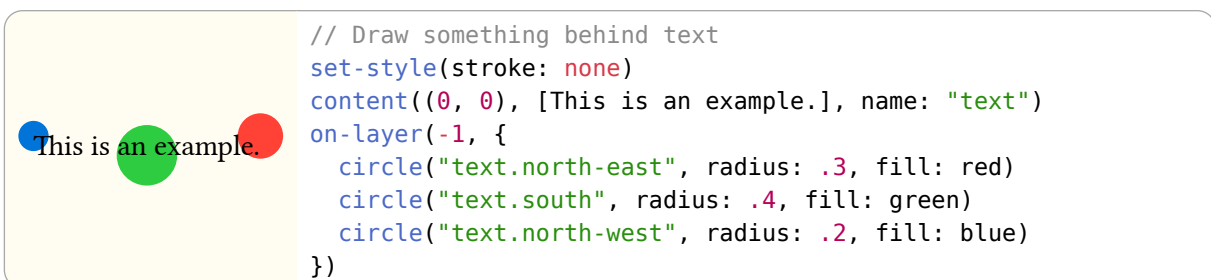 This is an example.
// Draw something behind text
set-style(stroke: none)
content((0, 0), [This is an example.], name: "text")
on-layer(-1, {
  circle("text.north-east", radius: .3, fill: red)
  circle("text.south", radius: .4, fill: green)
  circle("text.north-west", radius: .2, fill: blue)
})